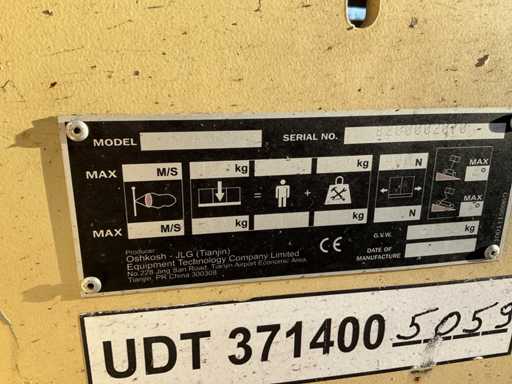 MODEL SERIAL NO.
MAX M/S kg kg kg N MAX
=
+
MAX M/S kg kg kg N MAX
G.V.W.
DATE OF
MANUFACTURE
CE
Producer
Oshkosh - JLG (Tianjin)
Equipment Technology Company Limited
No.228 Jing San Road, Tianjin Airport Economic Area,
Tianjin, PR China 300308
UDT 371400 5059